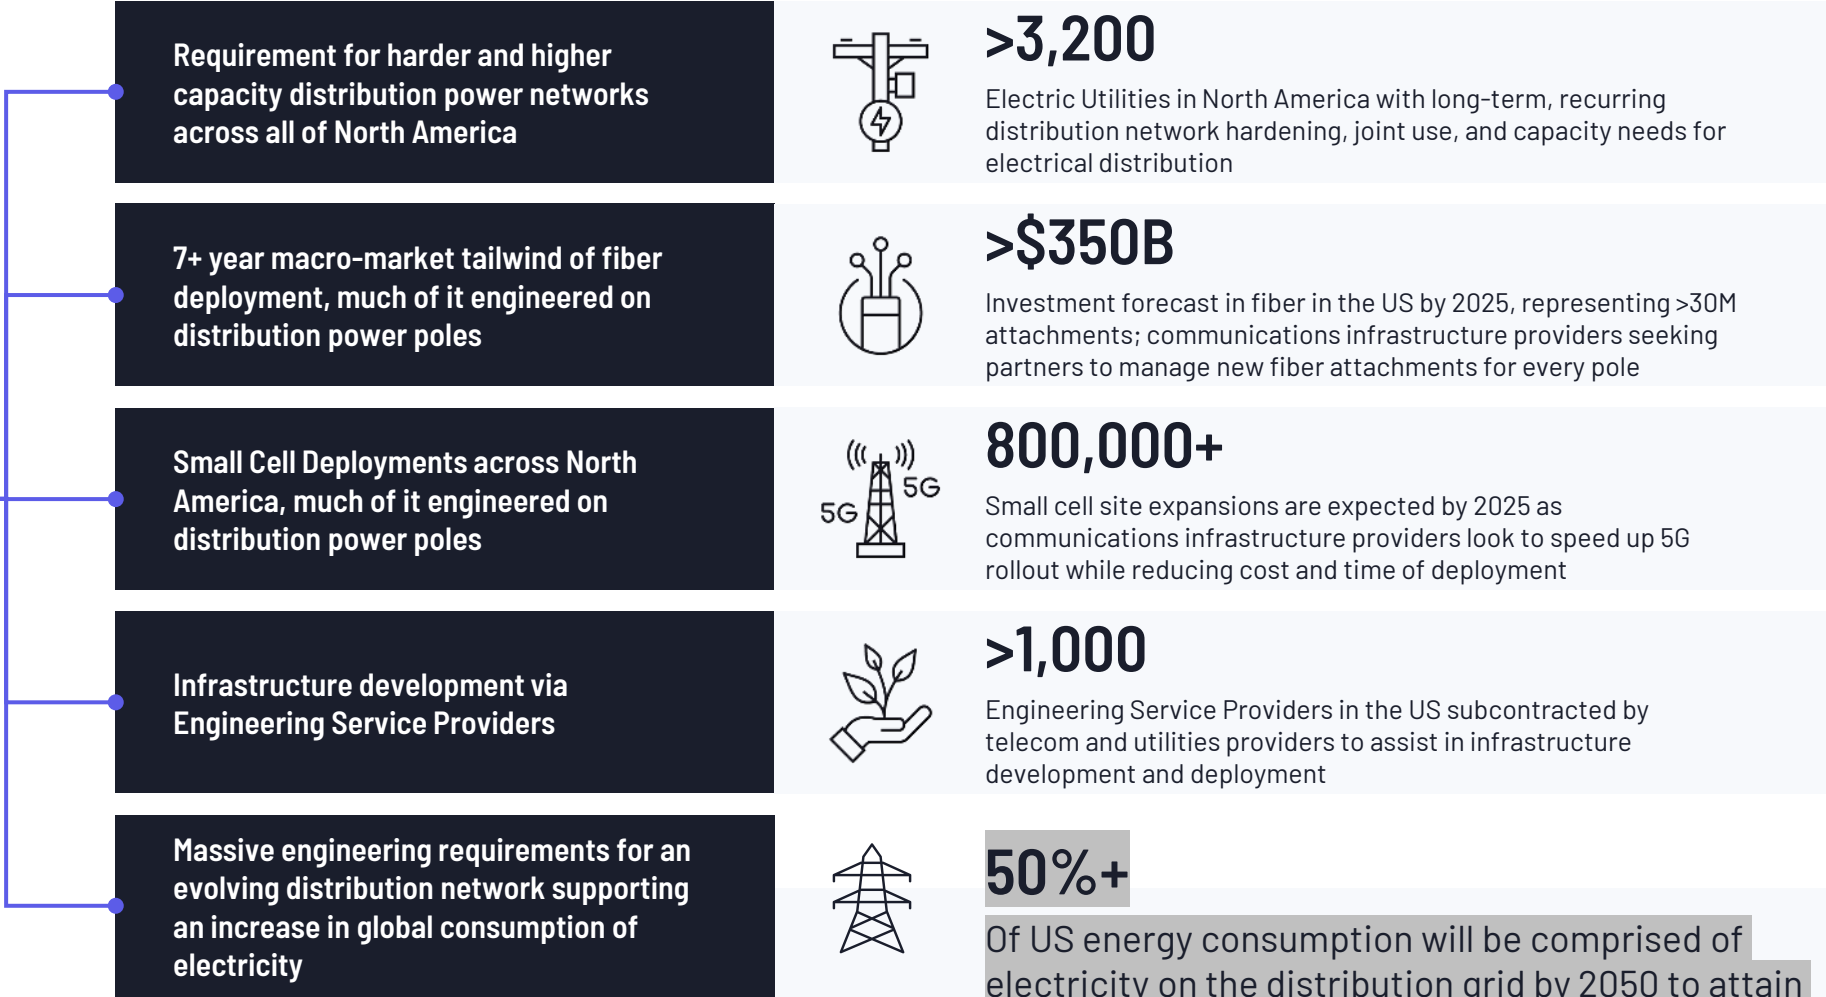 Requirement for harder and higher
capacity distribution power networks
across all of North America
>3,200
Electric Utilities in North America with long-term, recurring
distribution network hardening, joint use, and capacity needs for
electrical distribution
7+ year macro-market tailwind of fiber
deployment, much of it engineered on
distribution power poles
>$350B
Investment forecast in fiber in the US by 2025, representing >30M
attachments; communications infrastructure providers seeking
partners to manage new fiber attachments for every pole
Small Cell Deployments across North
America, much of it engineered on
distribution power poles
5G
5G
800,000+
Small cell site expansions are expected by 2025 as
communications infrastructure providers look to speed up 5G
rollout while reducing cost and time of deployment
Infrastructure development via
Engineering Service Providers
>1,000
Engineering Service Providers in the US subcontracted by
telecom and utilities providers to assist in infrastructure
development and deployment
Massive engineering requirements for an
evolving distribution network supporting
an increase in global consumption of
electricity
50%+
Of US energy consumption will be comprised of
electricity on the distribution grid by 2050 to attain